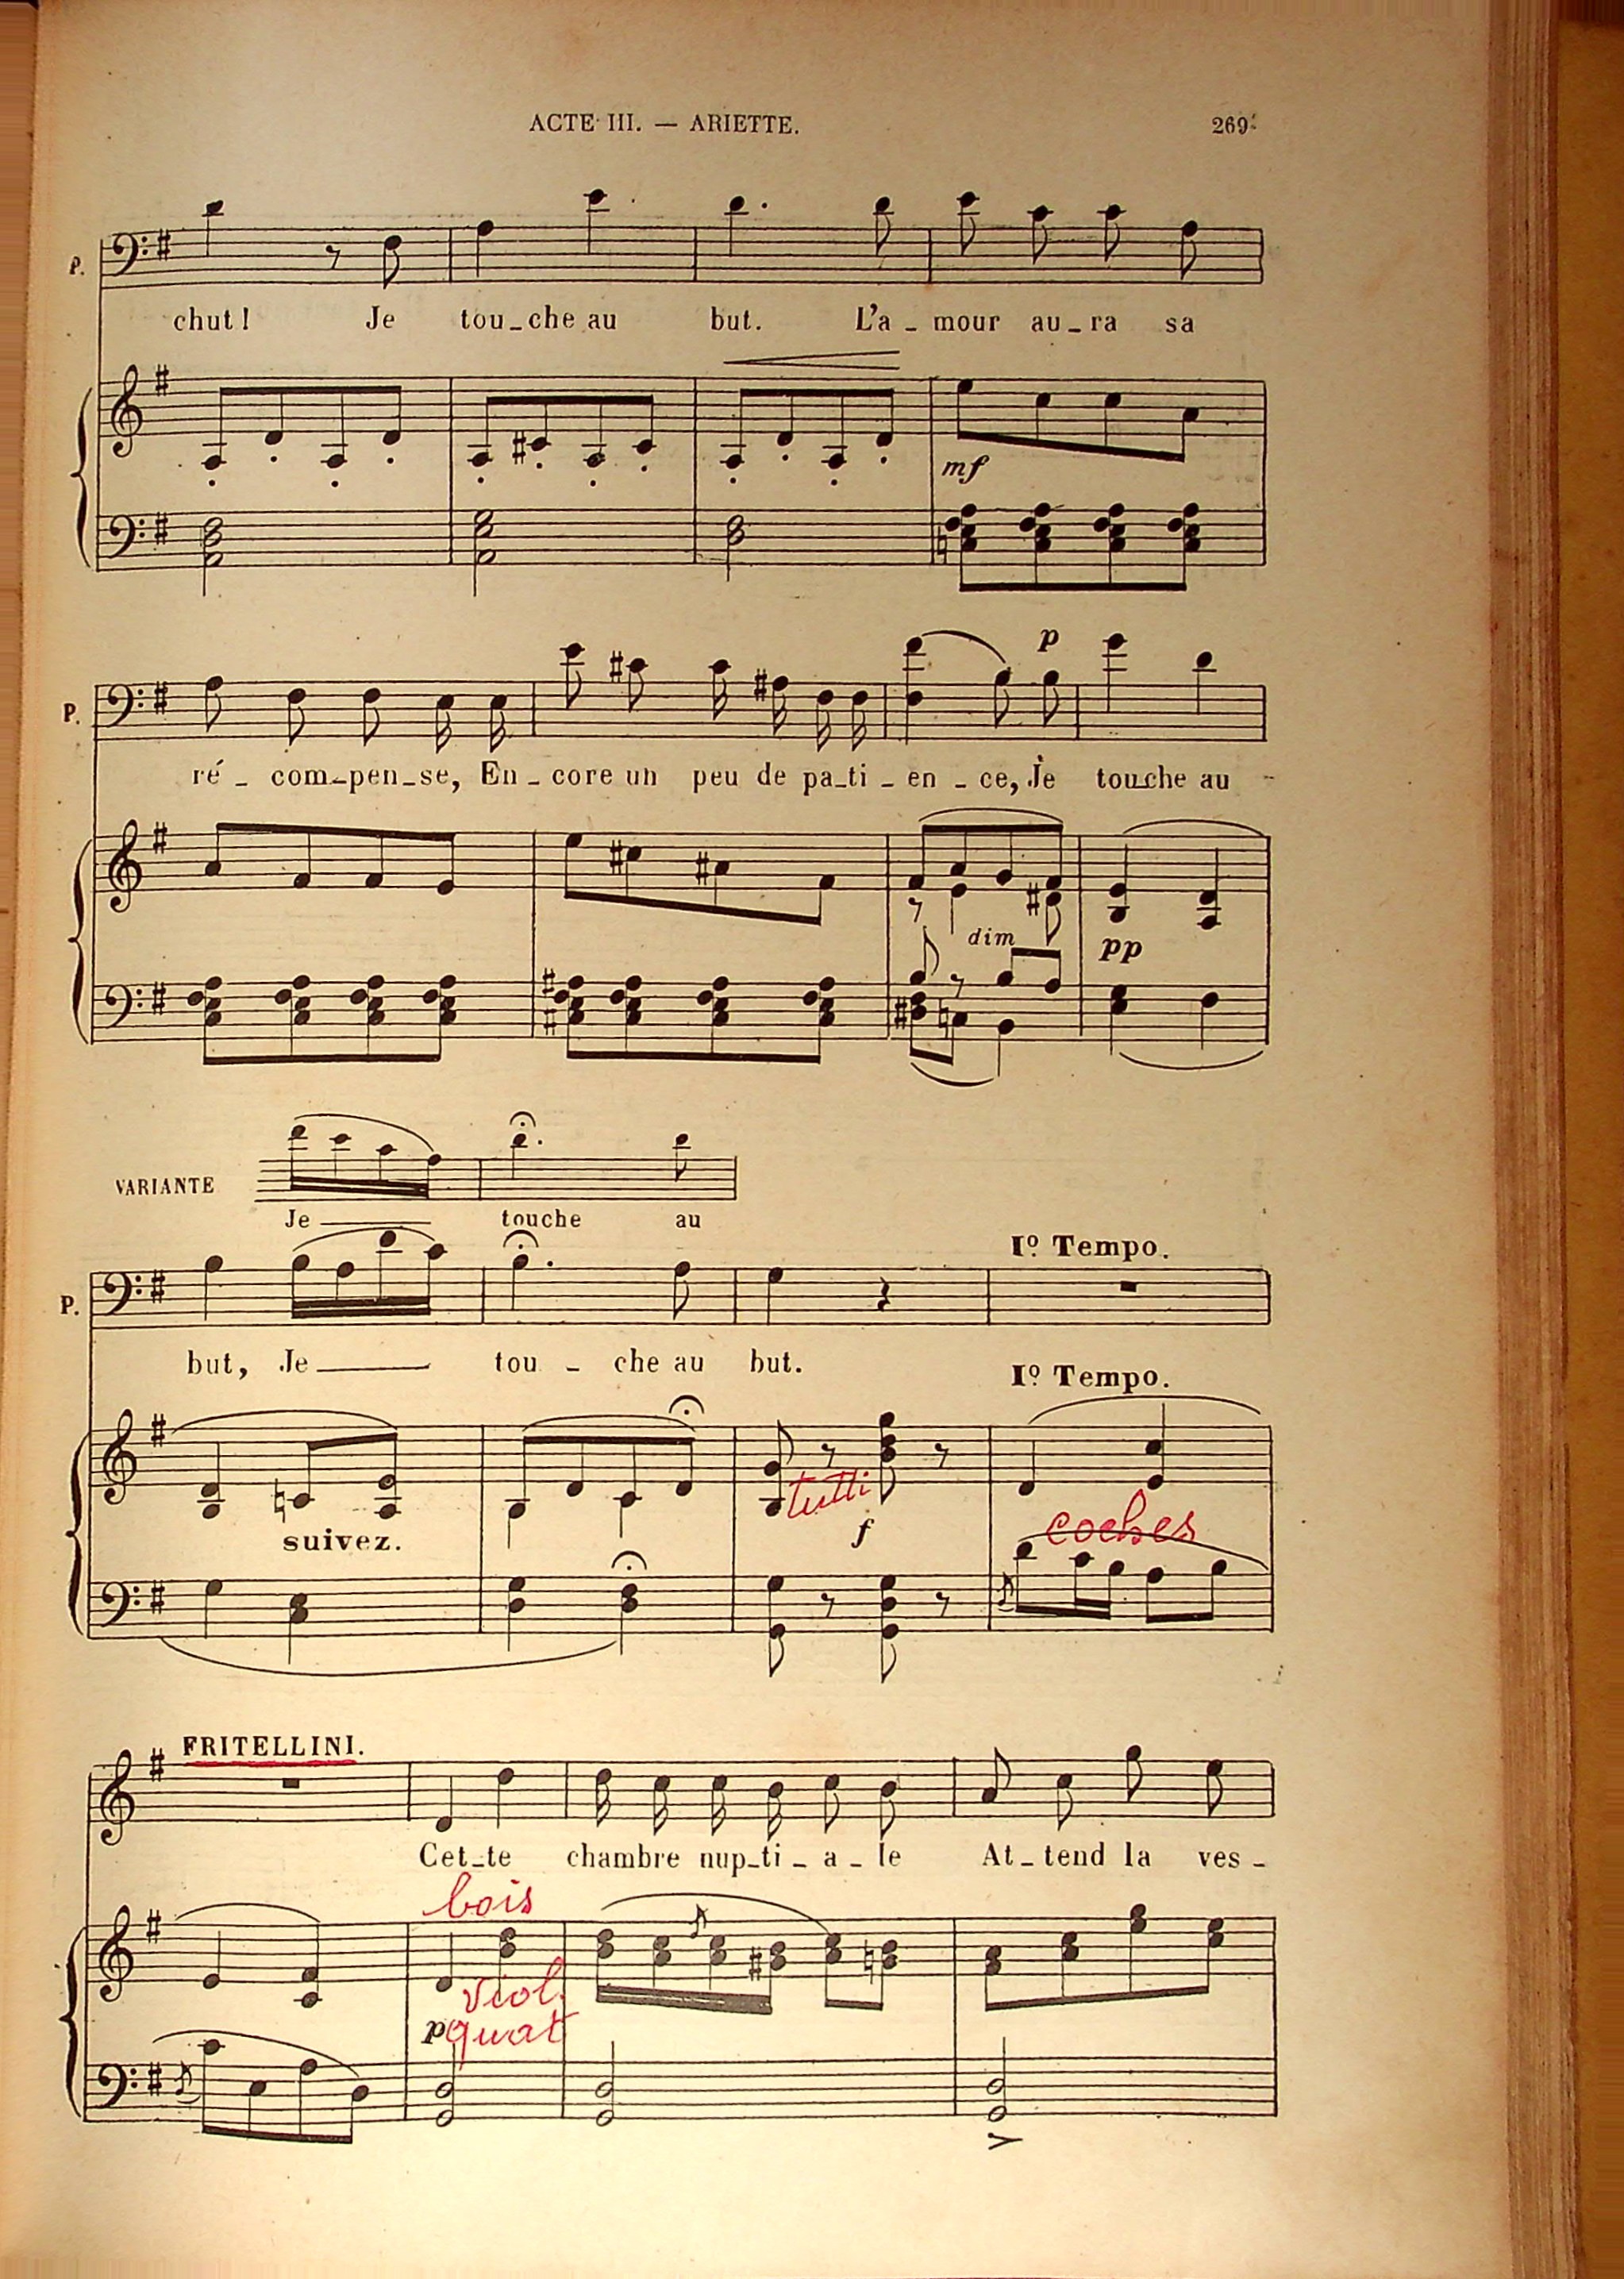 ACTE III. — ARIETTE.
269
P.
chut! Je tou_che au but. L'a_mour au_ra sa
mf
p
P.
ré_com_pen_se, En_core un peu de pa_ti_en_ce, Je touche au
dim
pp
VARIANTE
Je touche au
Iº Tempo.
P.
but, Je tou_che au but.
Iº Tempo.
suivez.
tutti
f
coches
FRITELLINI.
Cet_te chambre nup_ti_a_le At_tend la ves_
bois
viol.
p quat